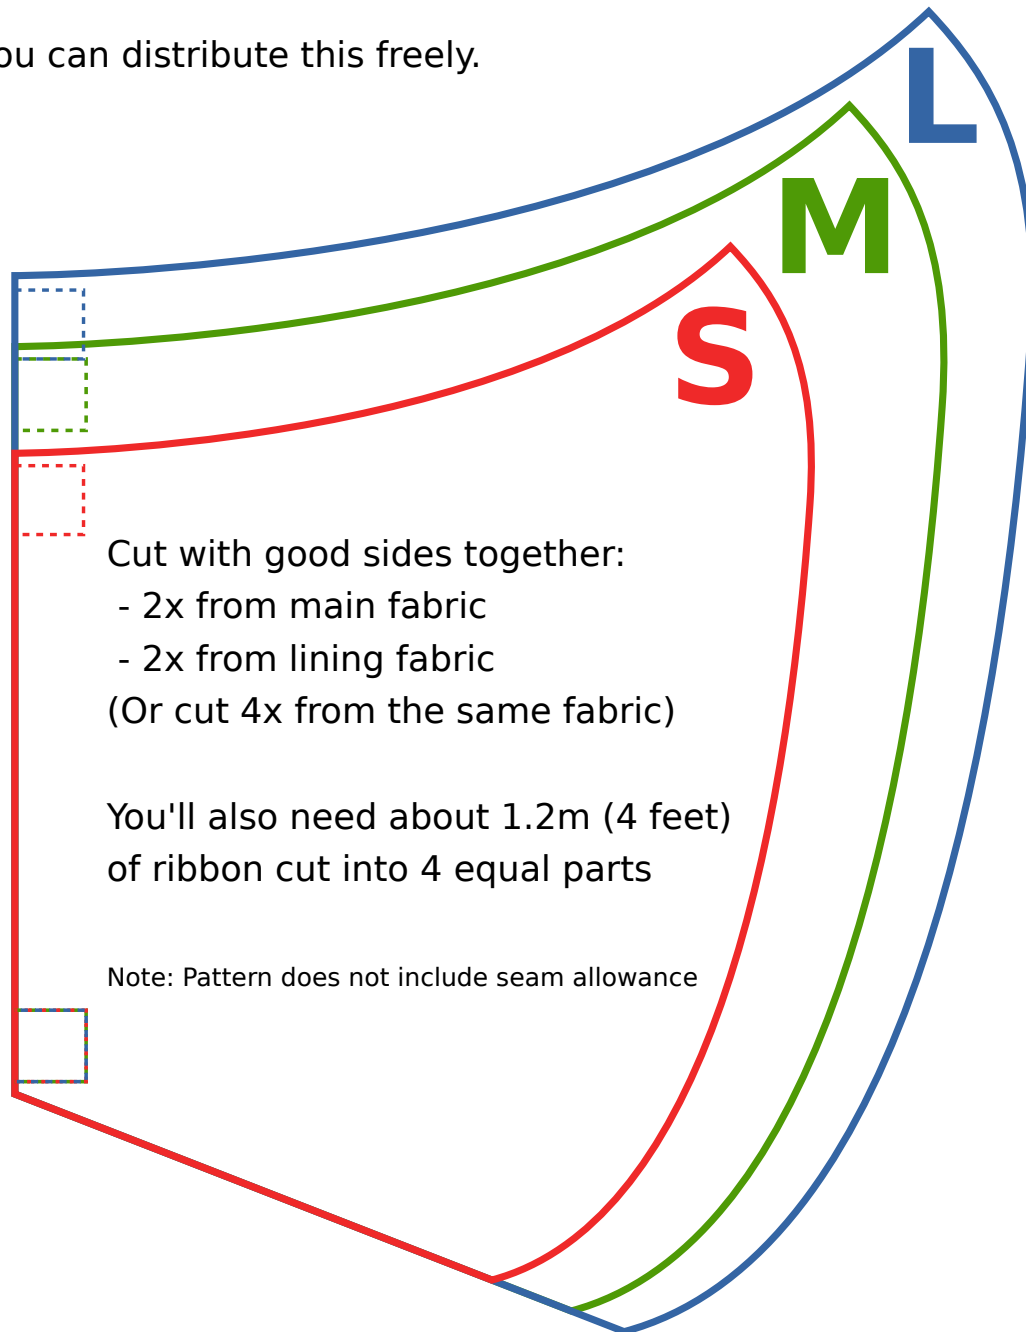 ou can distribute this freely.
L
M
S
Cut with good sides together:
- 2x from main fabric
- 2x from lining fabric
(Or cut 4x from the same fabric)
You'll also need about 1.2m (4 feet)
of ribbon cut into 4 equal parts
Note: Pattern does not include seam allowance